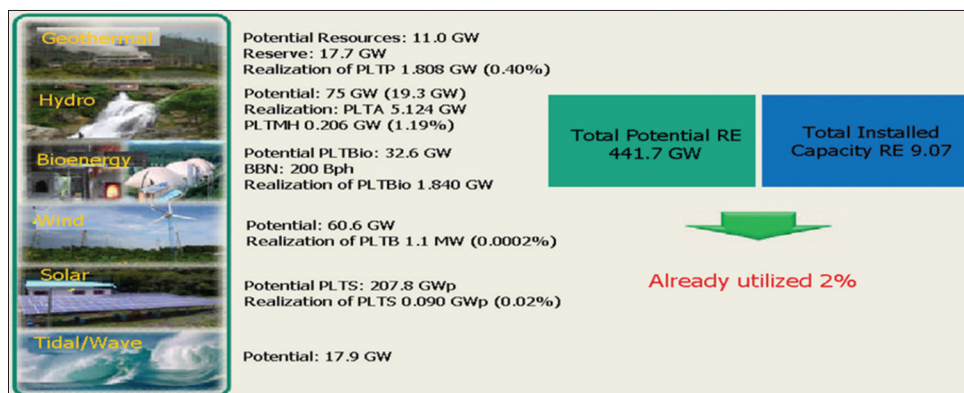 Geothermal
Potential Resources: 11.0 GW
Reserve: 17.7 GW
Realization of PLTP 1.808 GW (0.40%)
Hydro
Potential: 75 GW (19.3 GW)
Realization: PLTA 5.124 GW
PLTMH 0.206 GW (1.19%)
Bioenergy
Potential PLTBio: 32.6 GW
BBN: 200 Bph
Realization of PLTBio 1.840 GW
Wind
Potential: 60.6 GW
Realization of PLTB 1.1 MW (0.0002%)
Solar
Potential PLTS: 207.8 GWp
Realization of PLTS 0.090 GWp (0.02%)
Tidal/Wave
Potential: 17.9 GW
Total Potential RE
441.7 GW
Total Installed
Capacity RE 9.07
Already utilized 2%